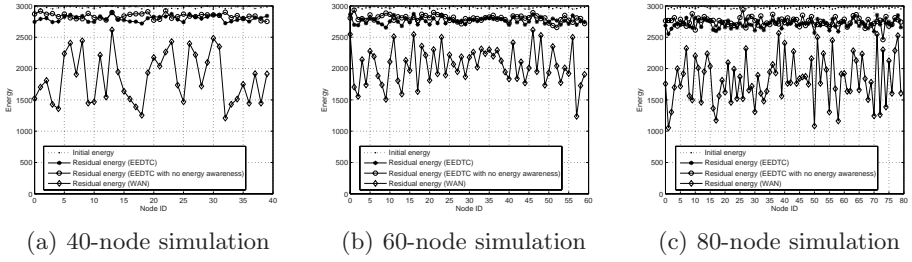 3000
2500
2000
1500
1000
500
0
Energy
Initial energy
Residual energy (EEDTC)
Residual energy (EEDTC with no energy awareness)
Residual energy (WAN)
0 5 10 15 20 25 30 35 40
Node ID
(a) 40-node simulation
3000
2500
2000
1500
1000
500
0
Energy
Initial energy
Residual energy (EEDTC)
Residual energy (EEDTC with no energy awareness)
Residual energy (WAN)
0 5 10 15 20 25 30 35 40 45 50 55 60
Node ID
(b) 60-node simulation
3000
2500
2000
1500
1000
500
0
Energy
Initial energy
Residual energy (EEDTC)
Residual energy (EEDTC with no energy awareness)
Residual energy (WAN)
0 5 10 15 20 25 30 35 40 45 50 55 60 65 70 75 80
Node ID
(c) 80-node simulation